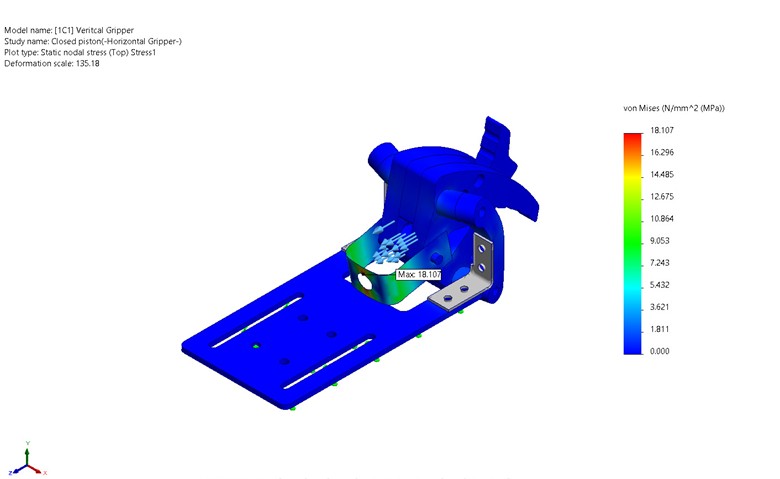 Model name: [1C1] Veritcal Gripper
Study name: Closed piston(-Horizontal Gripper-)
Plot type: Static nodal stress (Top) Stress1
Deformation scale: 135.18
von Mises (N/mm^2 (MPa))
18.107
16.296
14.485
12.675
10.864
9.053
7.243
5.432
3.621
1.811
0.000
Max: 18.107
Y
Z
X